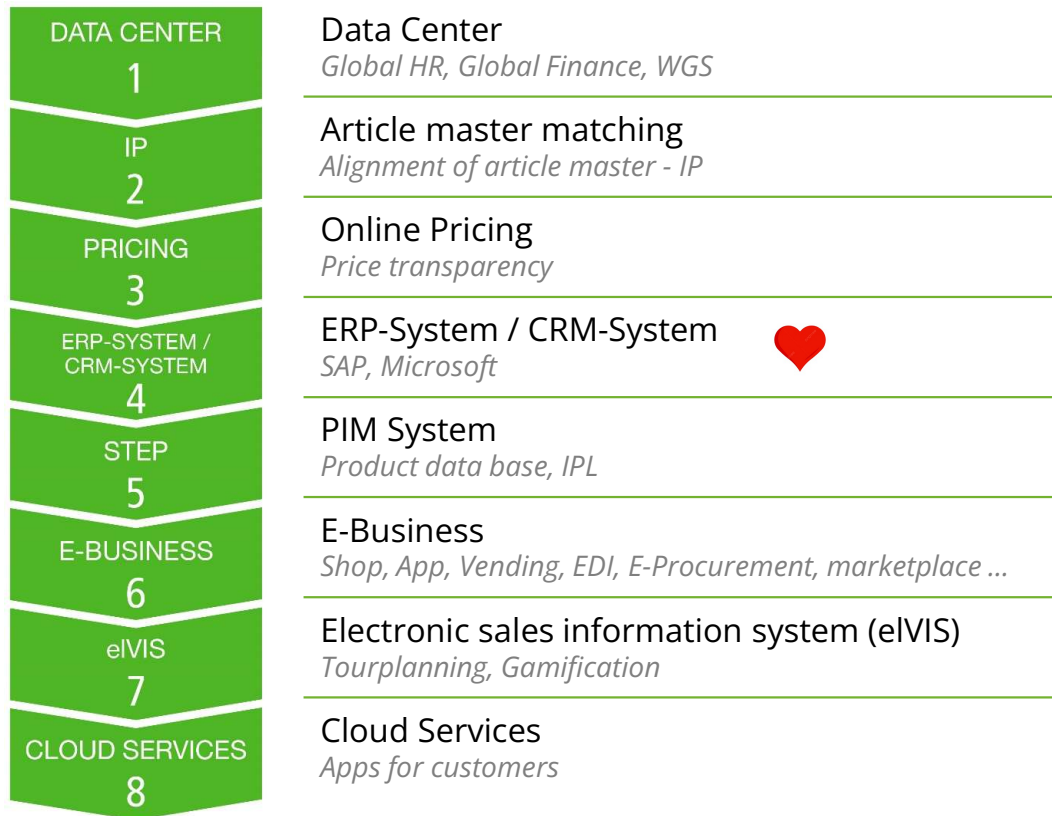 DATA CENTER
1
Data Center
Global HR, Global Finance, WGS
IP
2
Article master matching
Alignment of article master - IP
PRICING
3
Online Pricing
Price transparency
ERP-SYSTEM /
CRM-SYSTEM
4
ERP-System / CRM-System
SAP, Microsoft
STEP
5
PIM System
Product data base, IPL
E-BUSINESS
6
E-Business
Shop, App, Vending, EDI, E-Procurement, marketplace ...
elVIS
7
Electronic sales information system (elVIS)
Tourplanning, Gamification
CLOUD SERVICES
8
Cloud Services
Apps for customers